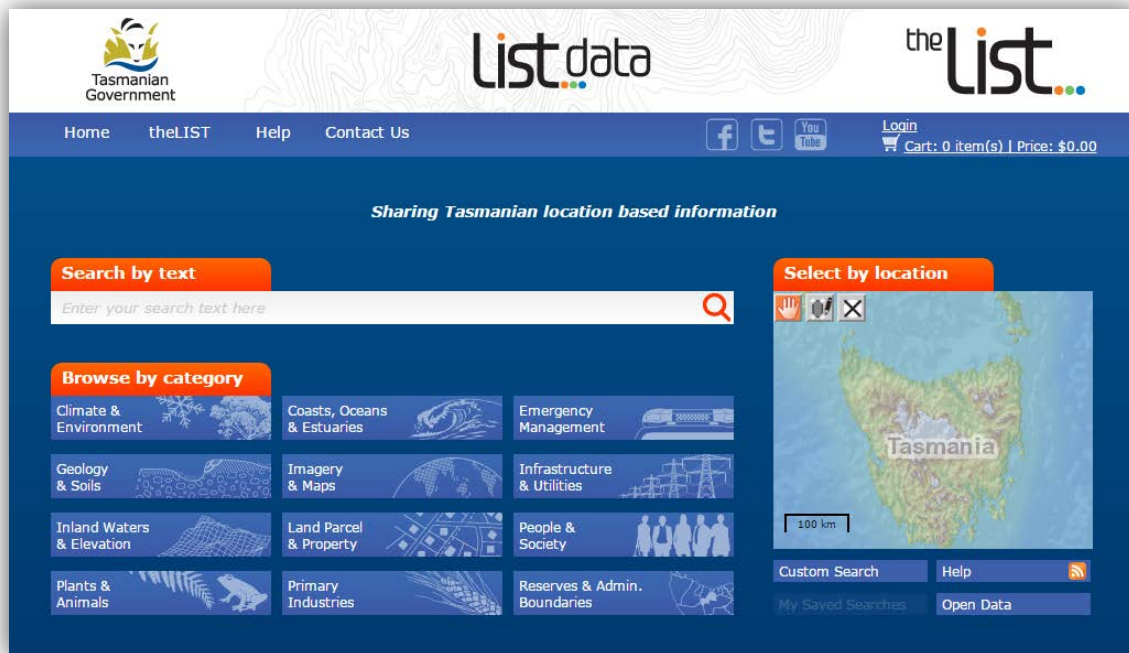 Tasmanian
Government
List data
the List
Home theLIST Help Contact Us
f t You Tube
Login
Cart: 0 item(s) | Price: $0.00
Sharing Tasmanian location based information
Search by text
Enter your search text here
Browse by category
Climate &
Environment
Coasts, Oceans
& Estuaries
Emergency
Management
Geology
& Soils
Imagery
& Maps
Infrastructure
& Utilities
Inland Waters
& Elevation
Land Parcel
& Property
People &
Society
Plants &
Animals
Primary
Industries
Reserves & Admin.
Boundaries
Select by location
Tasmania
100 km
Custom Search
Help
My Saved Searches
Open Data